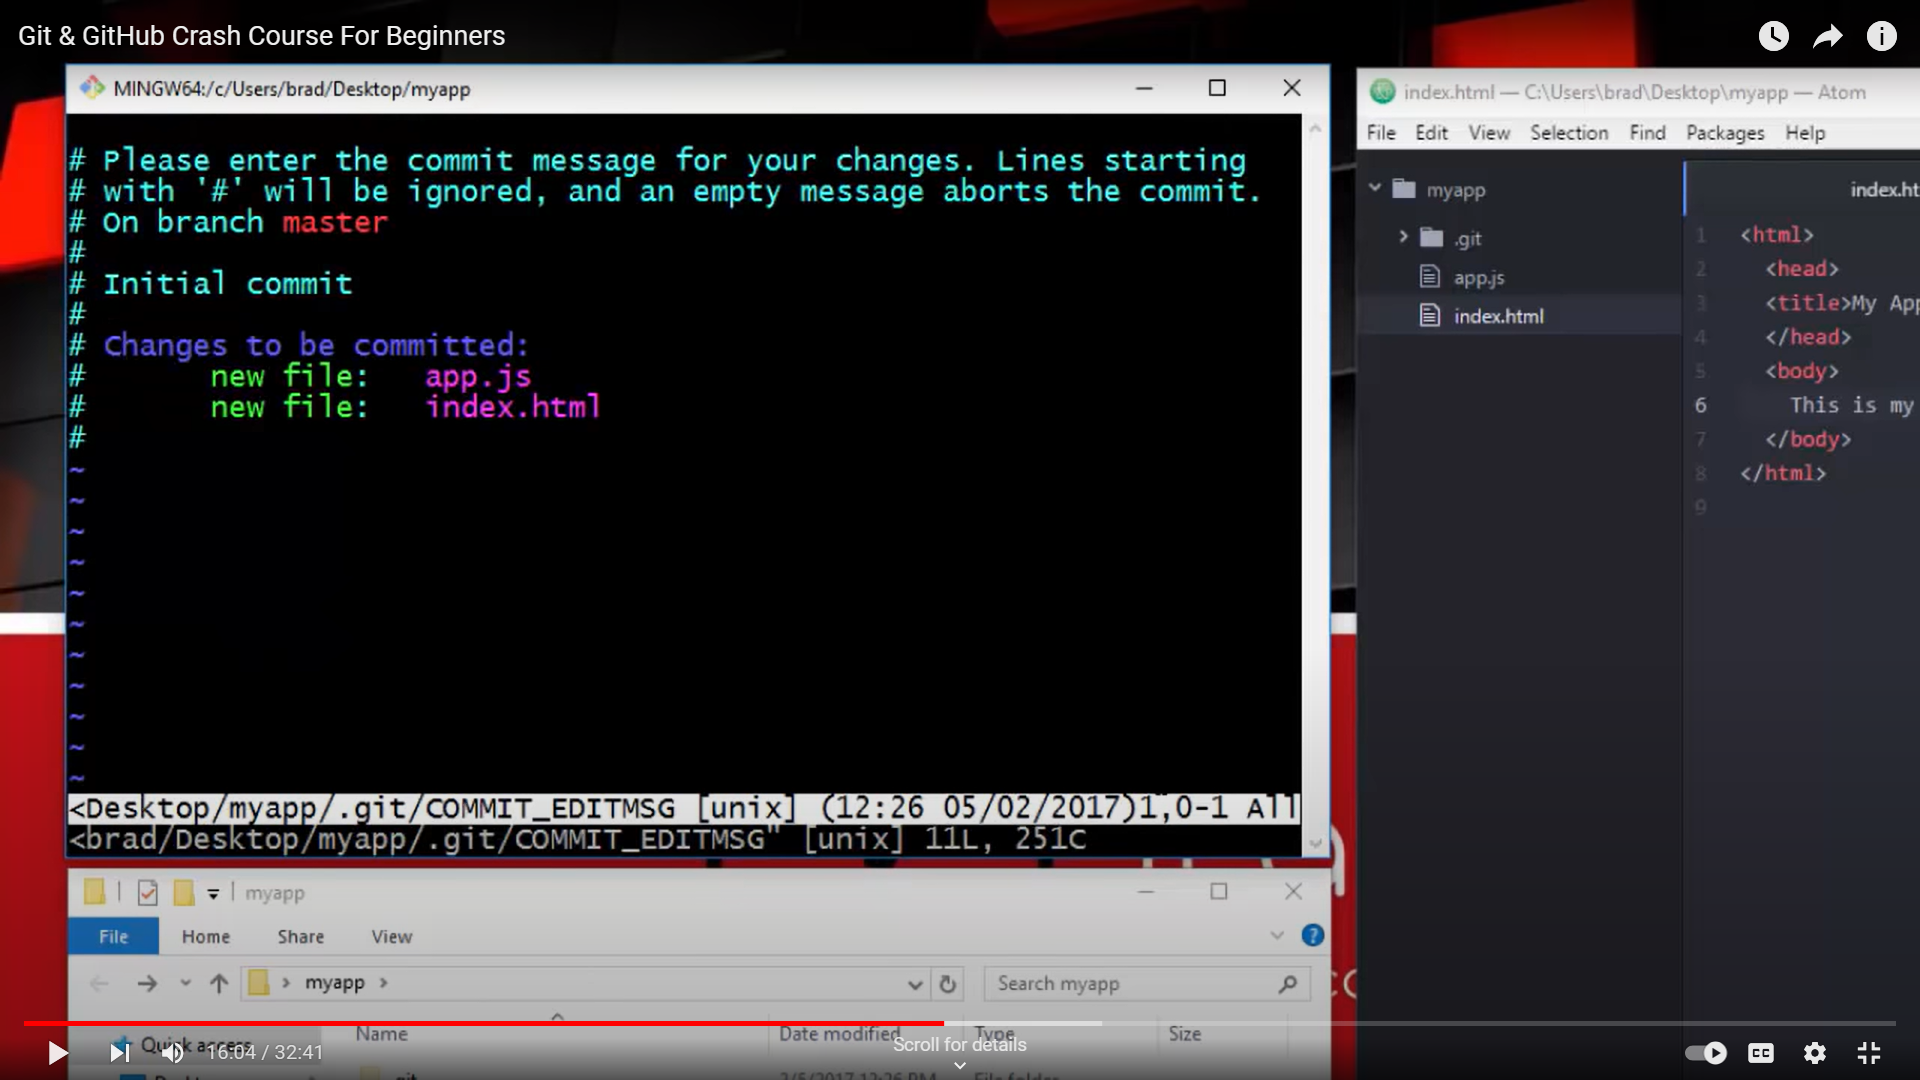 Git & GitHub Crash Course For Beginners
MINGW64:/c/Users/brad/Desktop/myapp
# Please enter the commit message for your changes. Lines starting
# with '#' will be ignored, and an empty message aborts the commit.
# On branch master
#
# Initial commit
#
# Changes to be committed:
#       new file:   app.js
#       new file:   index.html
#
~
~
~
~
~
~
~
~
~
~
~
<Desktop/myapp/.git/COMMIT_EDITMSG [unix] (12:26 05/02/2017)1,0-1 All
<brad/Desktop/myapp/.git/COMMIT_EDITMSG" [unix] 11L, 251C
index.html — C:\Users\brad\Desktop\myapp — Atom
File Edit View Selection Find Packages Help
myapp
.git
app.js
index.html
index.ht
1 <html>
2 <head>
3 <title>My App
4 </head>
5 <body>
6 This is my
7 </body>
8 </html>
9
myapp
File Home Share View
myapp
Search myapp
Name Date modified Type Size
Quick access
16:04 / 32:41
Scroll for details
CC
.git 2/5/2017 12:26 PM File folder